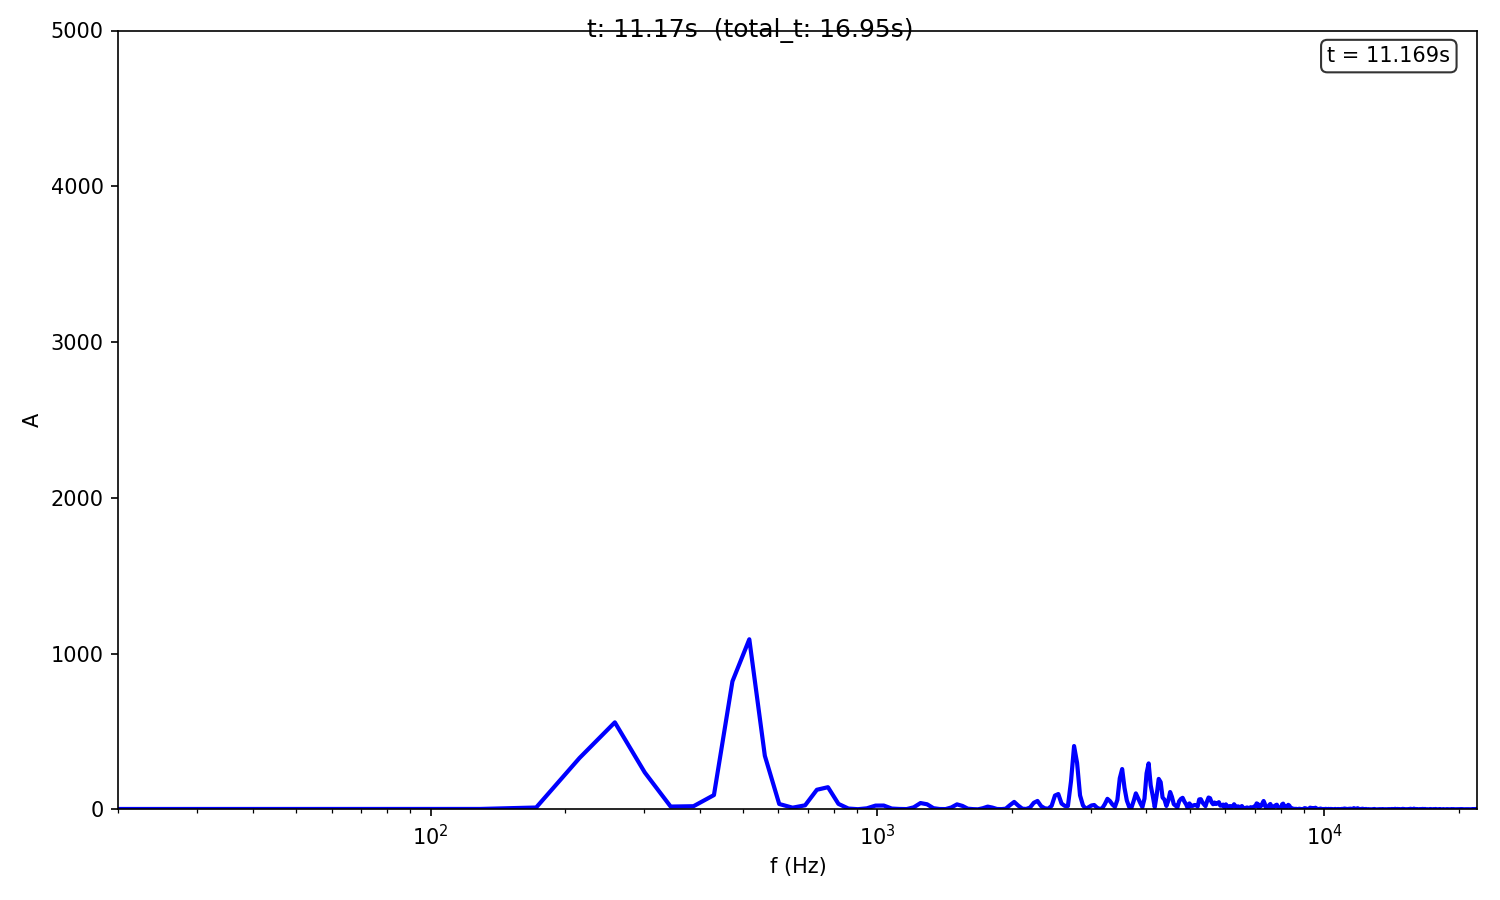 t: 11.17s  (total_t: 16.95s)
t = 11.169s
5000
4000
3000
2000
1000
0
A
10²
10³
10⁴
f (Hz)